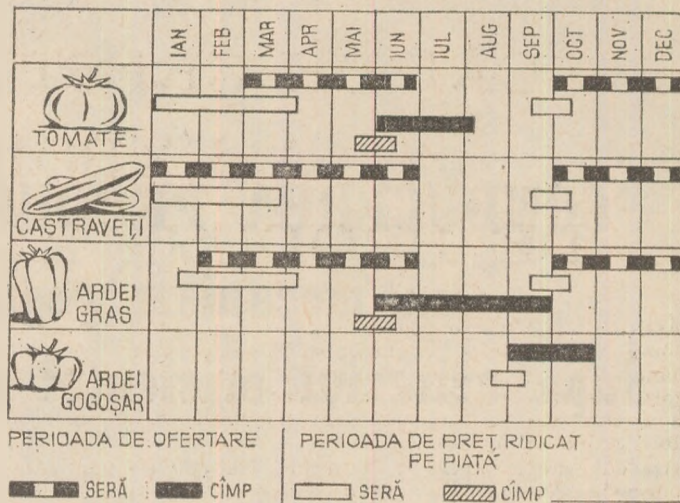 IAN FEB MAR APR MAI IUN IUL AUG SEP OCT NOV DEC
TOMATE
CASTRAVEȚI
ARDEI
GRAS
ARDEI
GOGOȘAR
PERIOADA DE OFERTARE
SERĂ CÎMP
PERIOADA DE PREȚ RIDICAT
PE PIAȚĂ
SERĂ CÎMP